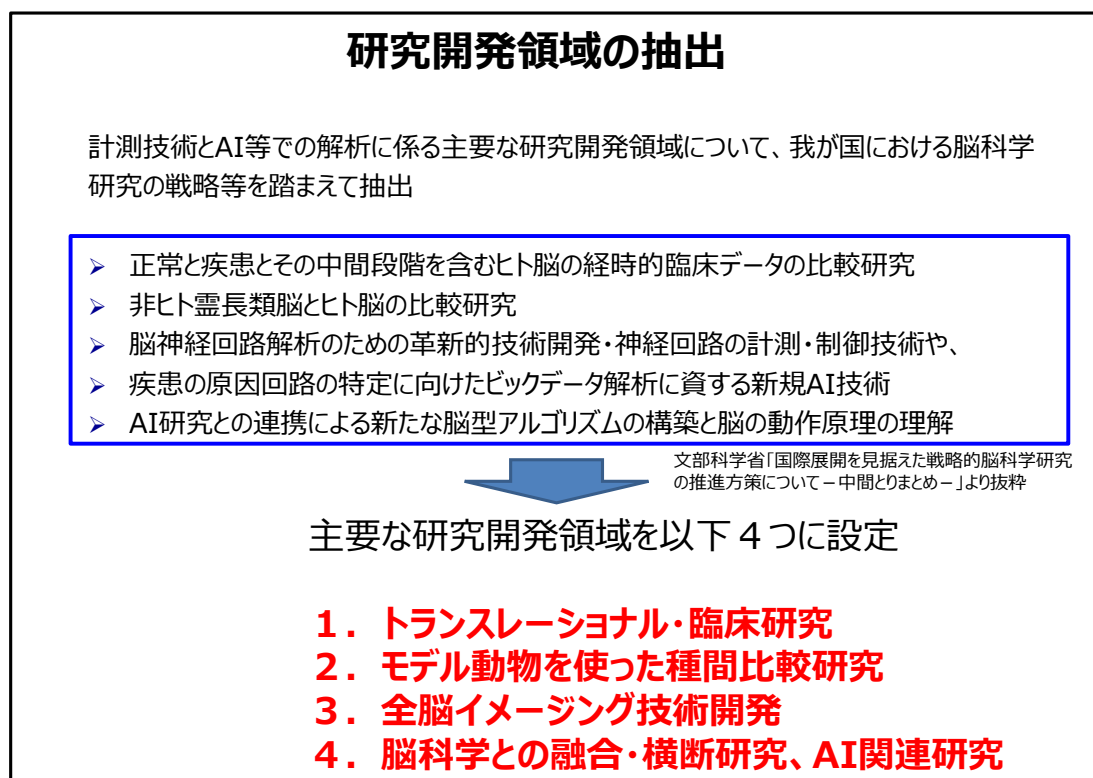 研究開発領域の抽出
計測技術とAI等での解析に係る主要な研究開発領域について、我が国における脳科学
研究の戦略等を踏まえて抽出
➢ 正常と疾患とその中間段階を含むヒト脳の経時的臨床データの比較研究
➢ 非ヒト霊長類脳とヒト脳の比較研究
➢ 脳神経回路解析のための革新的技術開発・神経回路の計測・制御技術や、
➢ 疾患の原因回路の特定に向けたビックデータ解析に資する新規AI技術
➢ AI研究との連携による新たな脳型アルゴリズムの構築と脳の動作原理の理解
文部科学省「国際展開を見据えた戦略的脳科学研究
の推進方策について－中間とりまとめ－」より抜粋
主要な研究開発領域を以下４つに設定
１．トランスレーショナル・臨床研究
２．モデル動物を使った種間比較研究
３．全脳イメージング技術開発
４．脳科学との融合・横断研究、AI関連研究